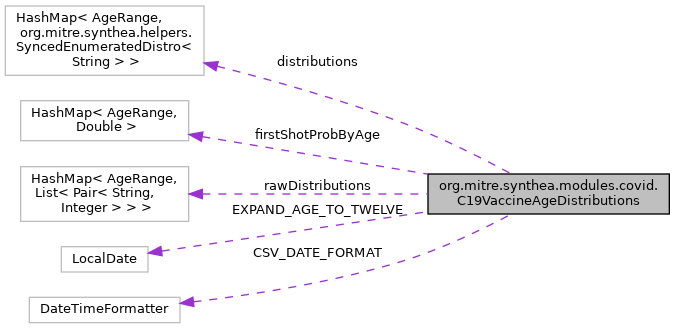 HashMap< AgeRange,
org.mitre.synthea.helpers.
SyncedEnumeratedDistro<
String > >
distributions
HashMap< AgeRange,
Double >
firstShotProbByAge
HashMap< AgeRange,
List< Pair< String,
Integer > > >
rawDistributions
org.mitre.synthea.modules.covid.
C19VaccineAgeDistributions
EXPAND_AGE_TO_TWELVE
LocalDate
CSV_DATE_FORMAT
DateTimeFormatter